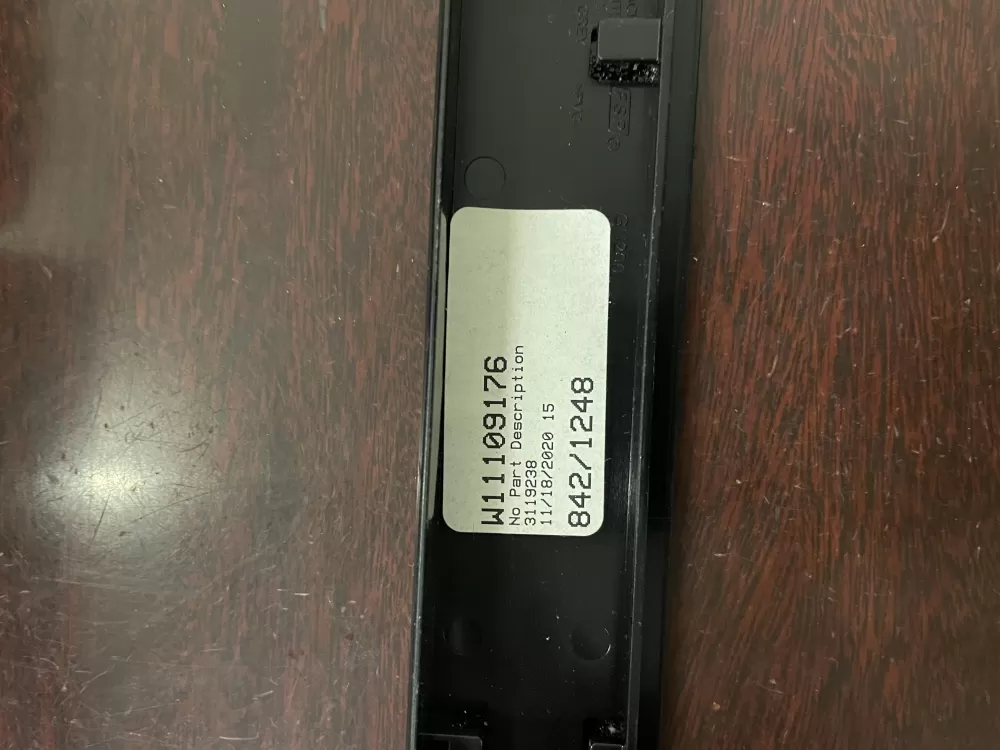 W11109176
No Part Description
3119238
11/18/2020 15
842/1248